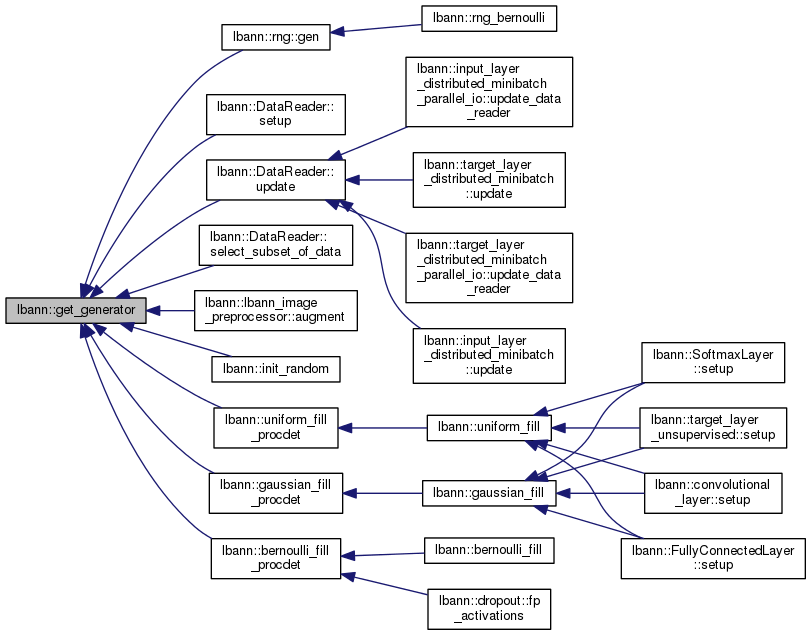 lbann::get_generator
lbann::rng::gen
lbann::rng_bernoulli
lbann::DataReader::
setup
lbann::DataReader::
update
lbann::input_layer
_distributed_minibatch
_parallel_io::update_data
_reader
lbann::target_layer
_distributed_minibatch
::update
lbann::target_layer
_distributed_minibatch
_parallel_io::update_data
_reader
lbann::input_layer
_distributed_minibatch
::update
lbann::DataReader::
select_subset_of_data
lbann::lbann_image
_preprocessor::augment
lbann::init_random
lbann::uniform_fill
_procdet
lbann::uniform_fill
lbann::SoftmaxLayer
::setup
lbann::target_layer
_unsupervised::setup
lbann::convolutional
_layer::setup
lbann::FullyConnectedLayer
::setup
lbann::gaussian_fill
_procdet
lbann::gaussian_fill
lbann::bernoulli_fill
_procdet
lbann::bernoulli_fill
lbann::dropout::fp
_activations